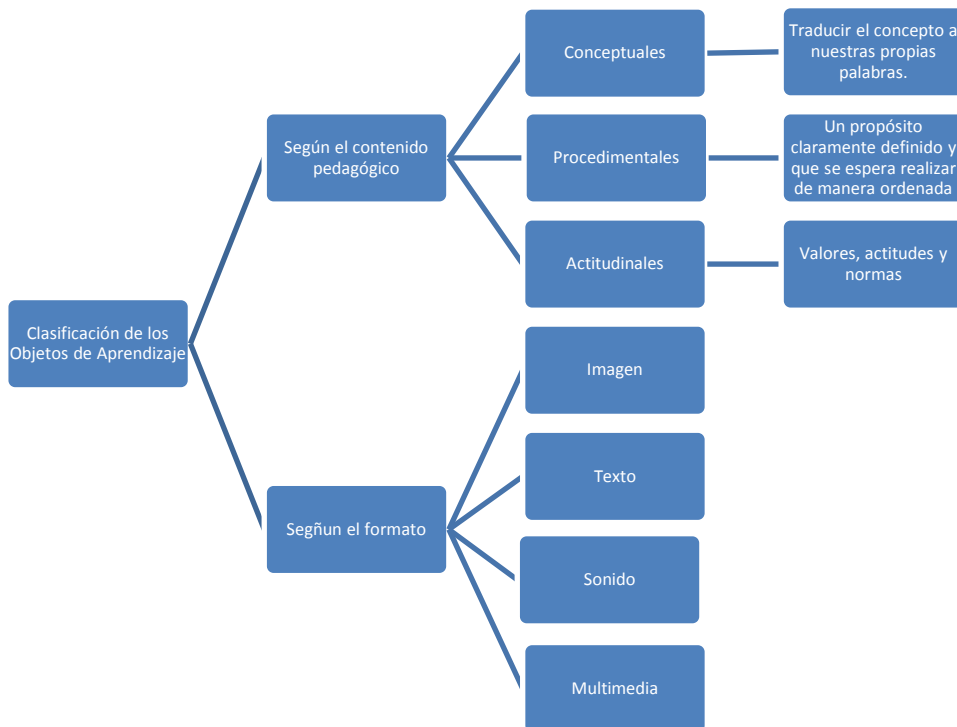 Clasificación de los
Objetos de Aprendizaje
Según el contenido
pedagógico
Conceptuales
Traducir el concepto a
nuestras propias
palabras.
Procedimentales
Un propósito
claramente definido y
que se espera realizar
de manera ordenada
Actitudinales
Valores, actitudes y
normas
Segñun el formato
Imagen
Texto
Sonido
Multimedia